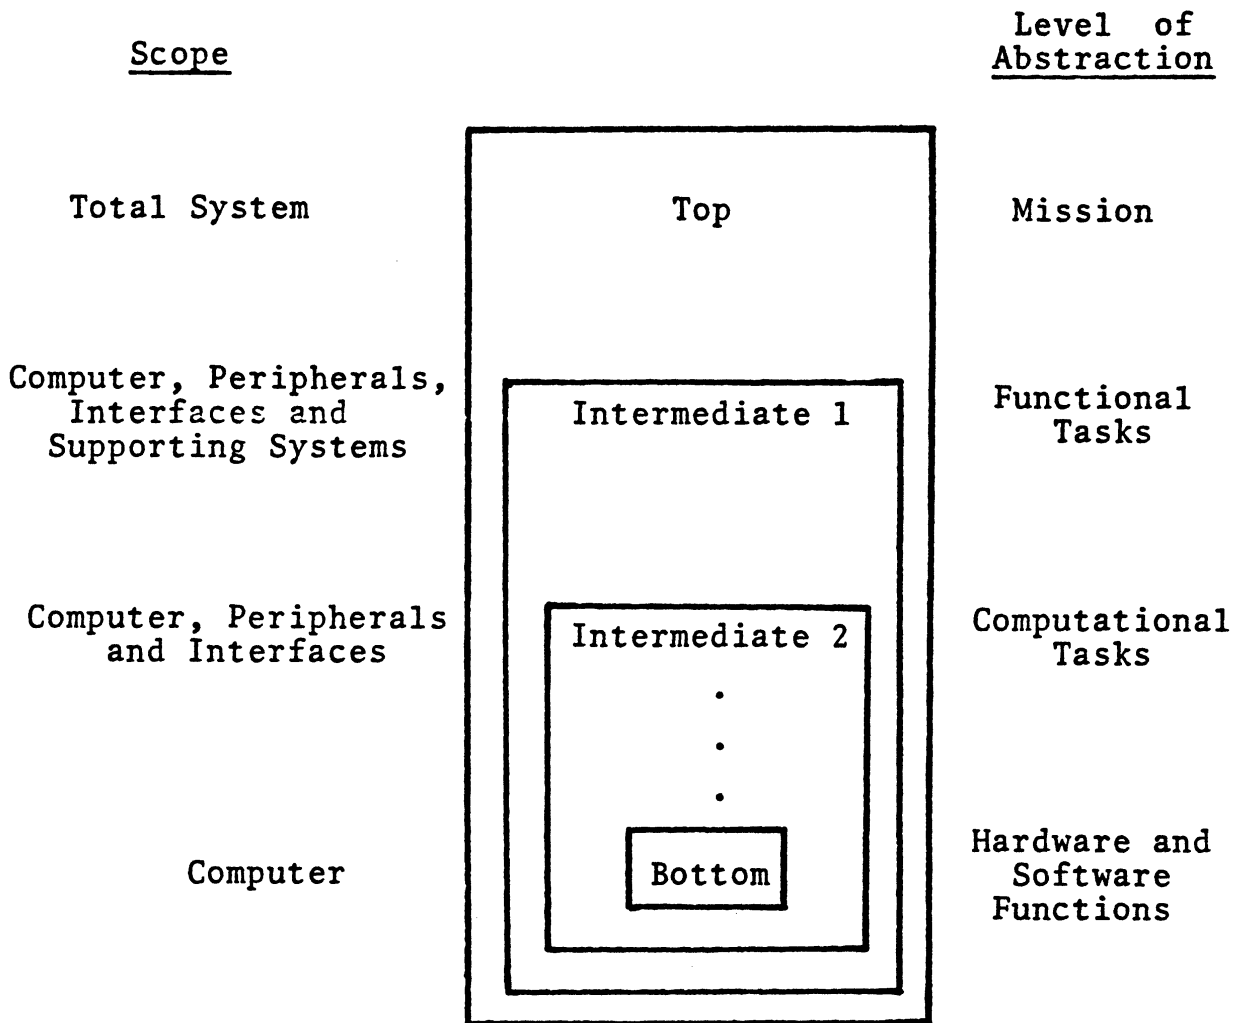 Scope
Level of
Abstraction
Total System
Top
Mission
Computer, Peripherals,
Interfaces and
Supporting Systems
Intermediate 1
Functional
Tasks
Computer, Peripherals
and Interfaces
Intermediate 2
Computational
Tasks
.
.
.
Computer
Bottom
Hardware and
Software
Functions